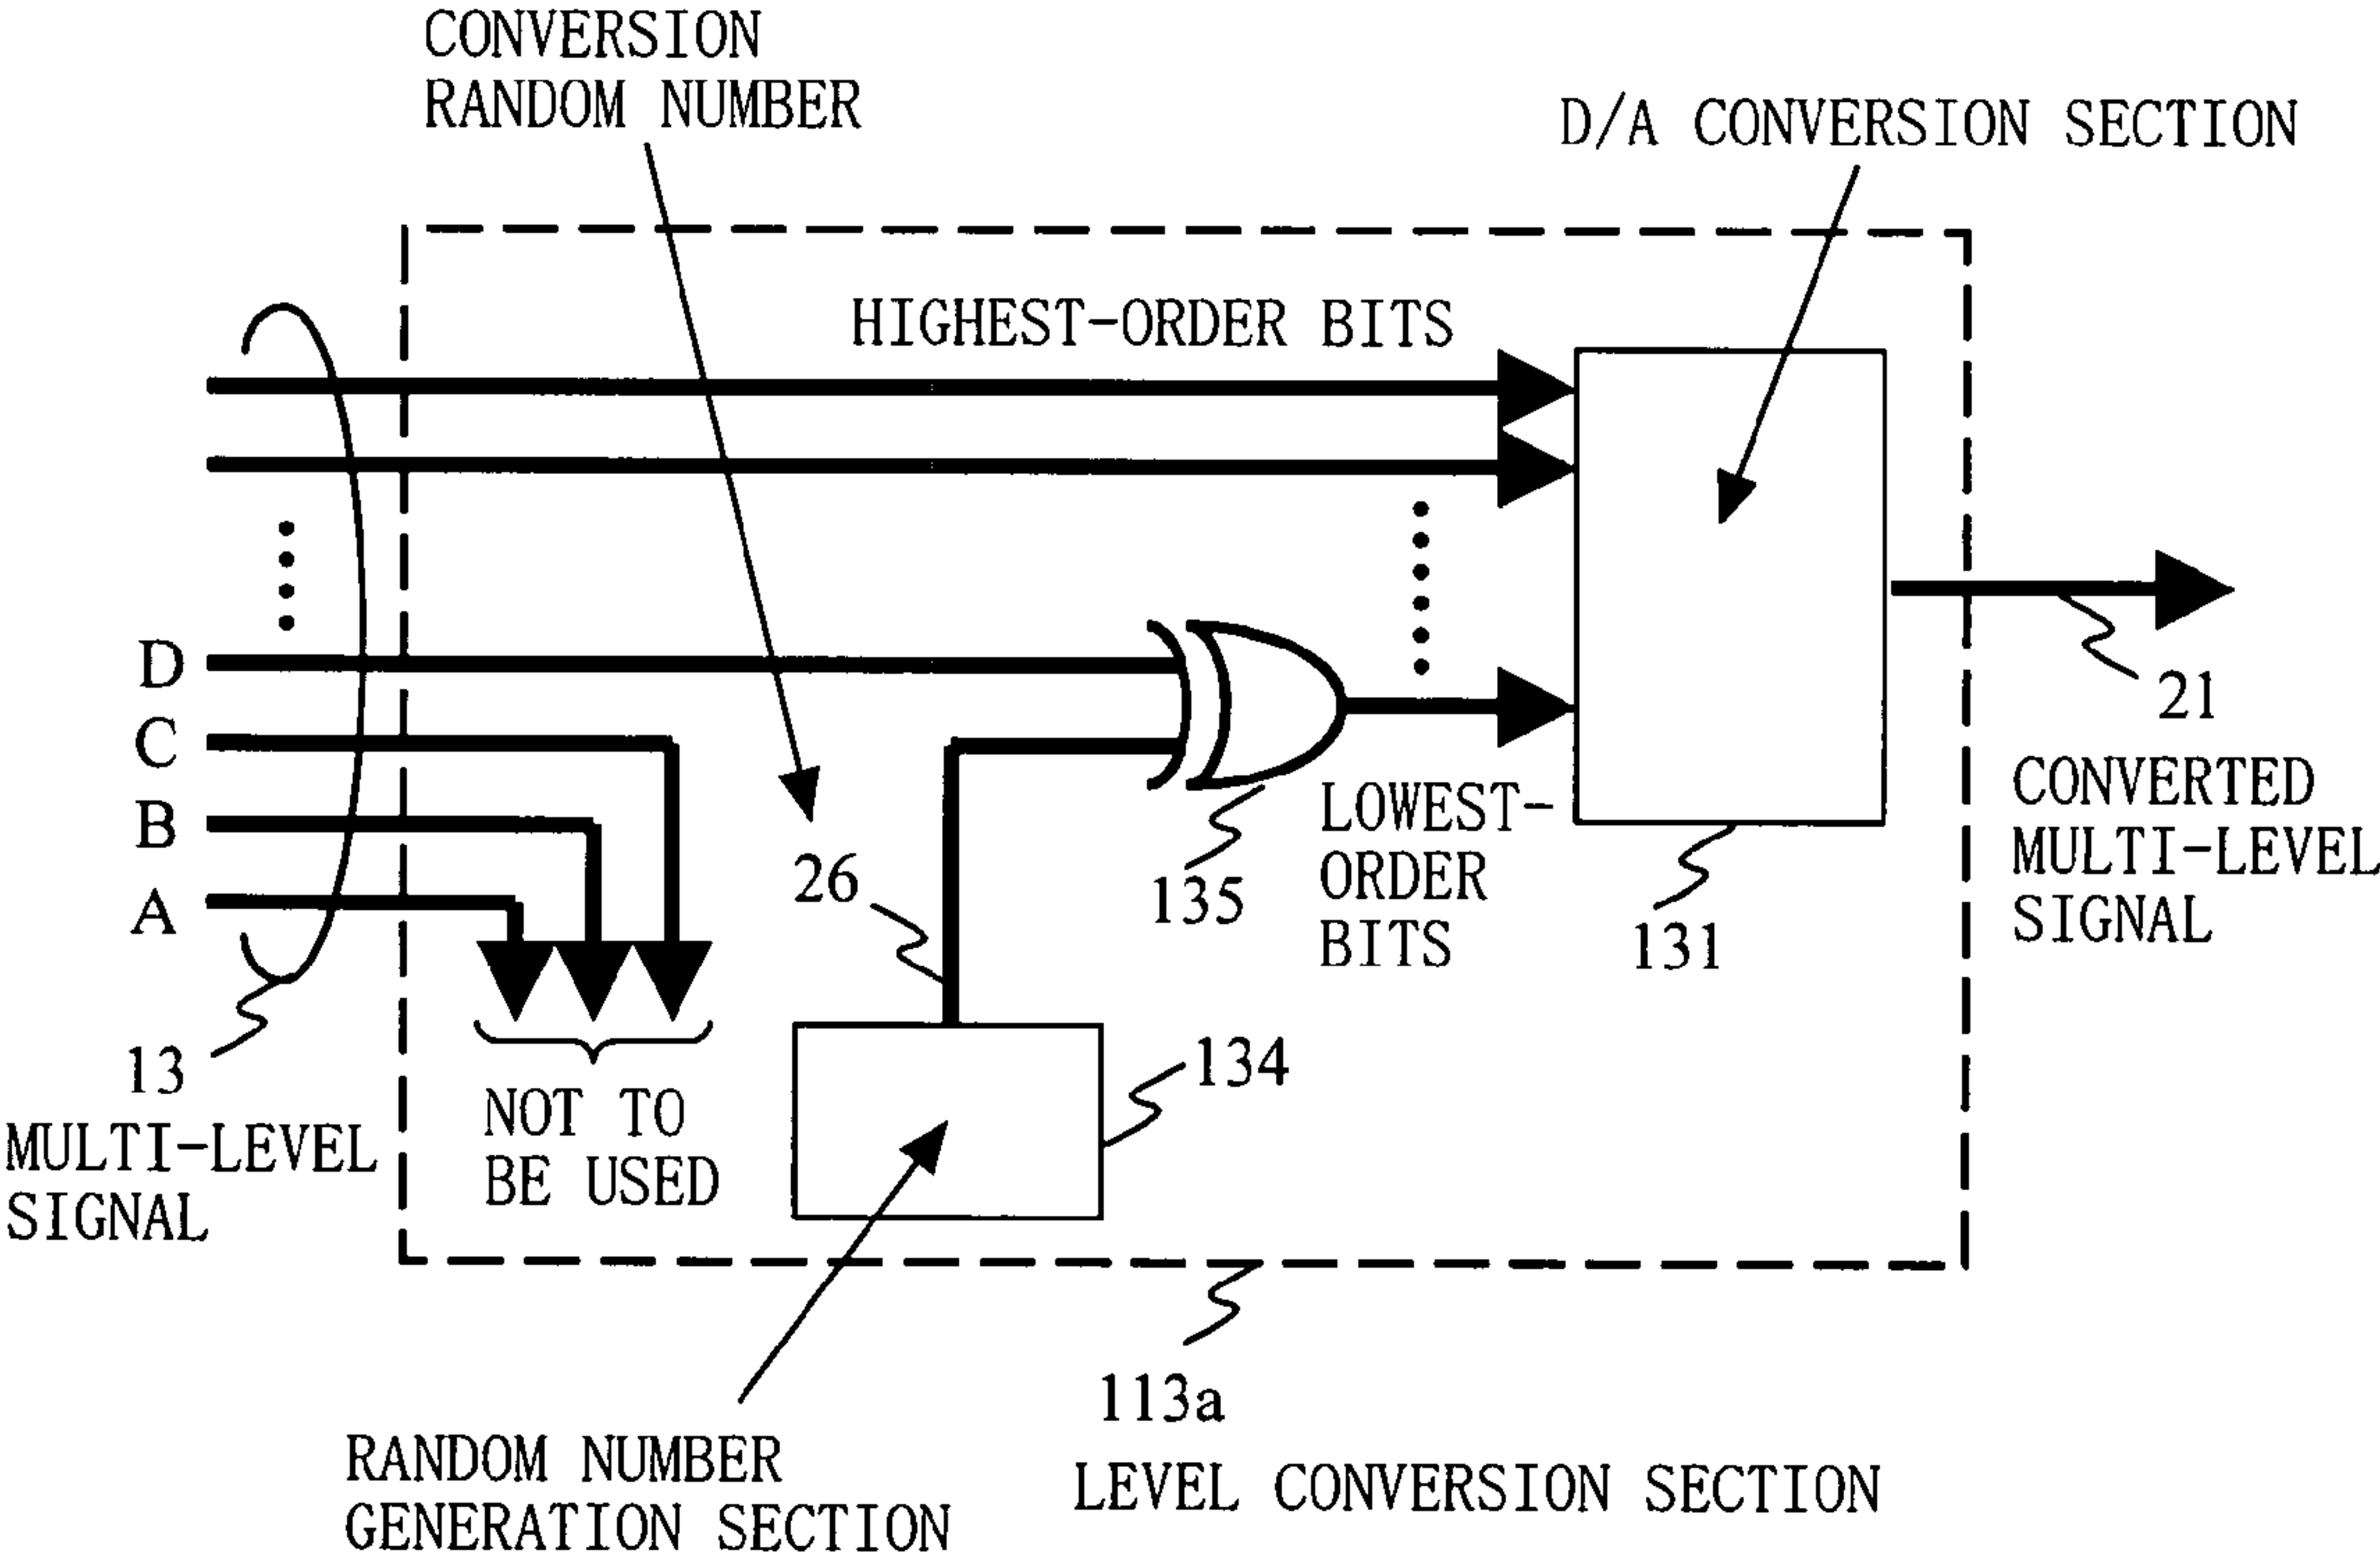 CONVERSION
RANDOM NUMBER
D/A CONVERSION SECTION
HIGHEST-ORDER BITS
D
C
B
A
26
135
LOWEST-
ORDER
BITS
131
21
CONVERTED
MULTI-LEVEL
SIGNAL
13
MULTI-LEVEL
SIGNAL
NOT TO
BE USED
134
113a
LEVEL CONVERSION SECTION
RANDOM NUMBER
GENERATION SECTION